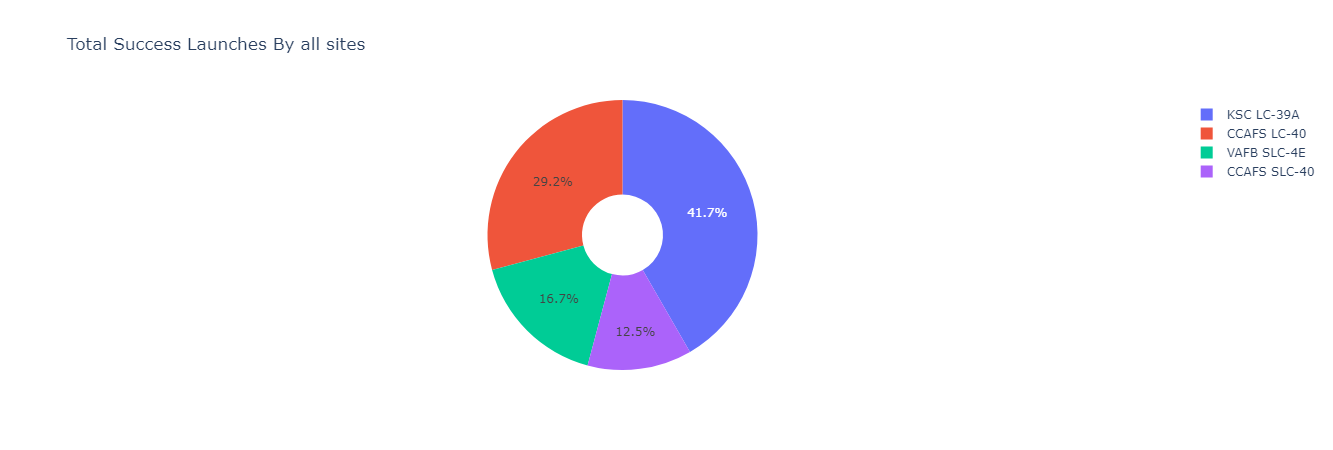 Total Success Launches By all sites
KSC LC-39A
CCAFS LC-40
VAFB SLC-4E
CCAFS SLC-40
29.2%
41.7%
16.7%
12.5%